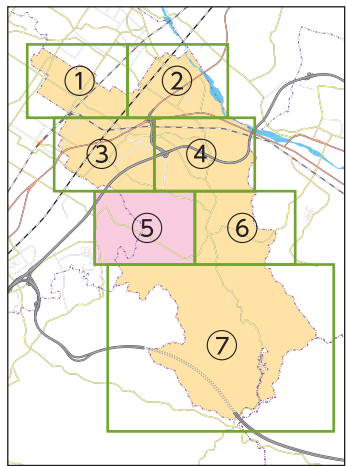 ① ②
③ ④
⑤ ⑥
⑦